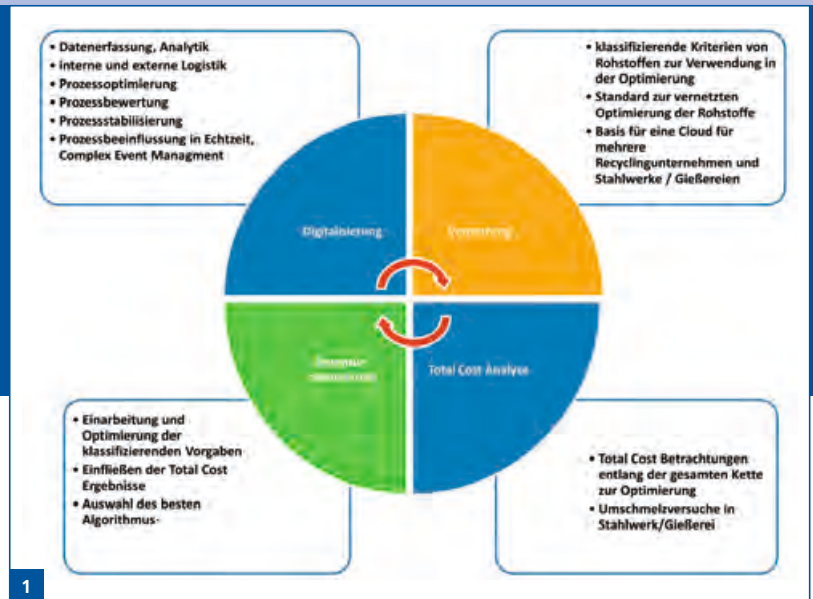 • Datenerfassung, Analytik
• interne und externe Logistik
• Prozessoptimierung
• Prozessbewertung
• Prozessstabilisierung
• Prozessbeeinflussung in Echtzeit,
Complex Event Managment
• klassifizierende Kriterien von
Rohstoffen zur Verwendung in
der Optimierung
• Standard zur vernetzten
Optimierung der Rohstoffe
• Basis für eine Cloud für
mehrere
Recyclingunternehmen und
Stahlwerke / Gießereien
Digitalisierung
Vernetzung
Total Cost Analyse
• Einarbeitung und
Optimierung der
klassifizierenden Vorgaben
• Einfließen der Total Cost
Ergebnisse
• Auswahl des besten
Algorithmus-
• Total Cost Betrachtungen
entlang der gesamten Kette
zur Optimierung
• Umschmelzversuche in
Stahlwerk/Gießerei
1